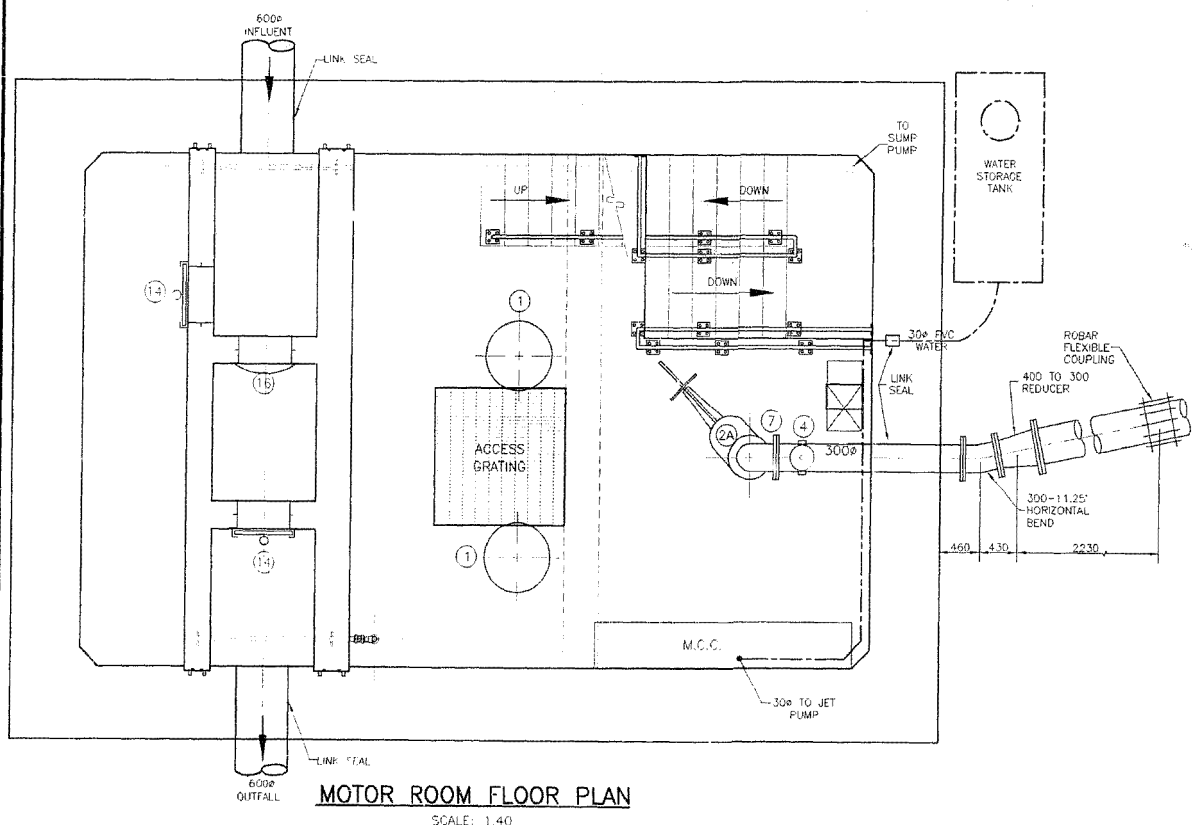 600ø
INFLUENT
LINK SEAL
TO
SUMP
PUMP
WATER
STORAGE
TANK
UP
DOWN
DOWN
14
1
16
30ø PVC
WATER
ROBAR
FLEXIBLE
COUPLING
LINK
SEAL
400 TO 300
REDUCER
7
4
2A
300ø
ACCESS
GRATING
300-11.25°
HORIZONTAL
BEND
14
1
460
430
2230
M.C.C.
30ø TO JET
PUMP
LINK SEAL
600ø
OUTFALL
MOTOR ROOM FLOOR PLAN
SCALE: 1:40